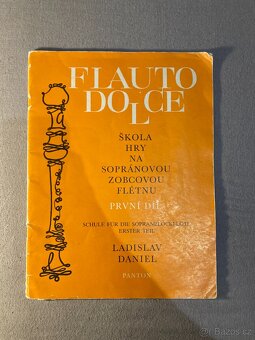 FLAUTO
DOLCE
ŠKOLA
HRY
NA
SOPRÁNOVOU
ZOBCOVOU
FLÉTNU
PRVNÍ DÍL
SCHULE FÜR DIE SOPRANBLOCKFLÖTE
ERSTER TEIL
LADISLAV
DANIEL
PANTON